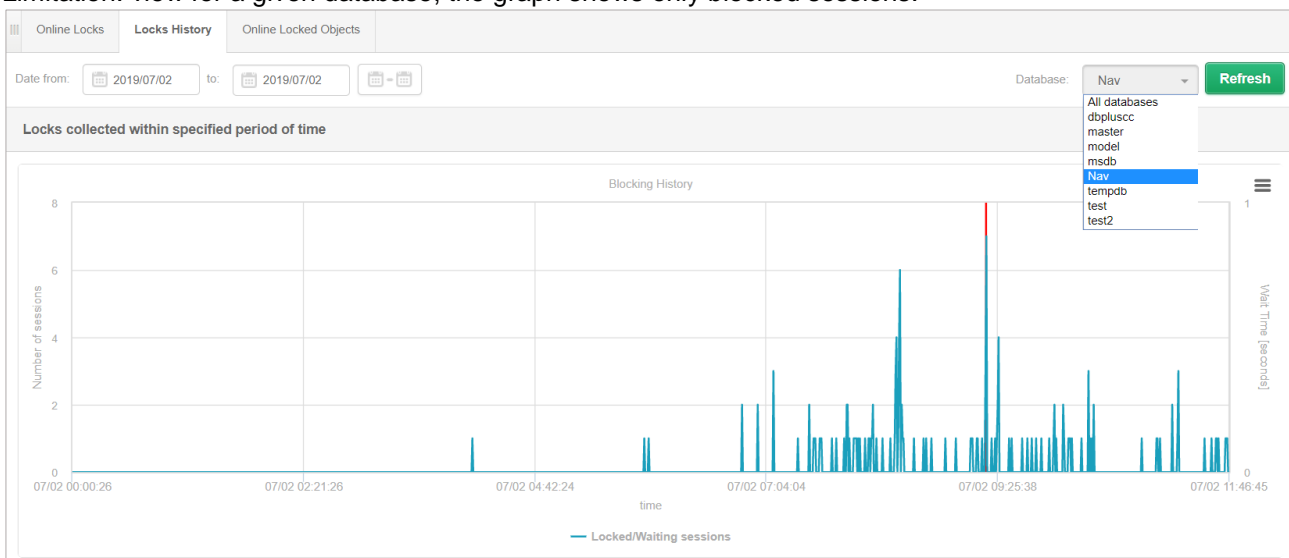 Limitation: now for a given database, the graph shows only blocked sessions.
Online Locks Locks History Online Locked Objects
Date from: 2019/07/02 to: 2019/07/02 - Database: Nav Refresh
All databases
dbpluscc
master
model
msdb
Nav
tempdb
test
test2
Locks collected within specified period of time
Blocking History
8
6
4
2
0
Number of sessions
1
0
Wait Time [seconds]
07/02 00:00:26 07/02 02:21:26 07/02 04:42:24 07/02 07:04:04 07/02 09:25:38 07/02 11:46:45
time
Locked/Waiting sessions